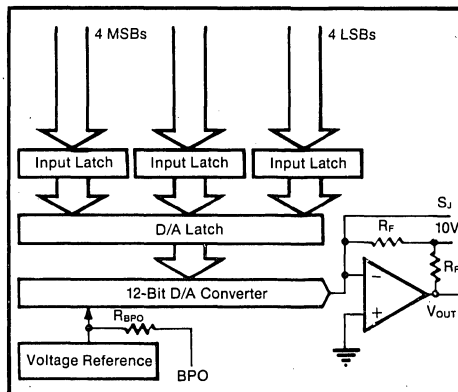 4 MSBs
4 LSBs
Input Latch
Input Latch
Input Latch
D/A Latch
12-Bit D/A Converter
RBPO
Voltage Reference
BPO
SJ
10V
RF
RF
VOUT
−
+